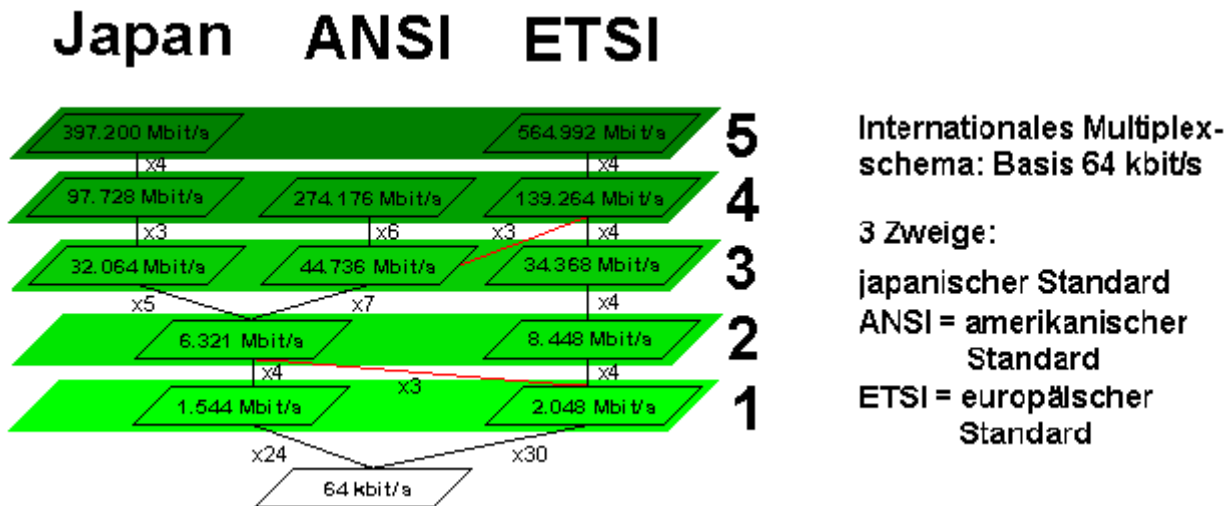 Japan ANSI ETSI
397.200 Mbit/s 564.992 Mbit/s 5
x4 x4
97.728 Mbit/s 274.176 Mbit/s 139.264 Mbit/s 4
x3 x6 x3 x4
32.064 Mbit/s 44.736 Mbit/s 34.368 Mbit/s 3
x5 x7 x4
6.321 Mbit/s 8.448 Mbit/s 2
x4 x3 x4
1.544 Mbit/s 2.048 Mbit/s 1
x24 x30
64 kbit/s
Internationales Multiplex-
schema: Basis 64 kbit/s
3 Zweige:
japanischer Standard
ANSI = amerikanischer
Standard
ETSI = europälscher
Standard